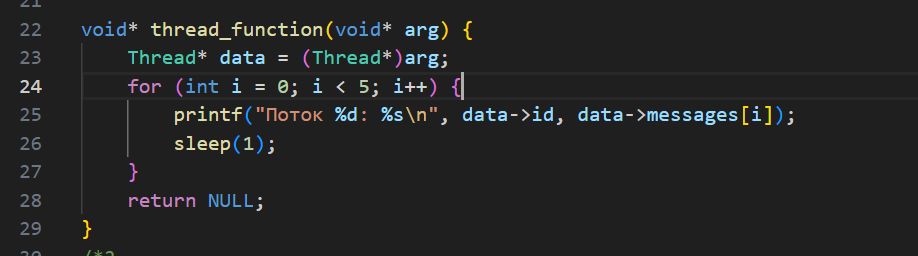 21
22 void* thread_function(void* arg) {
23     Thread* data = (Thread*)arg;
24     for (int i = 0; i < 5; i++) {
25         printf("Поток %d: %s\n", data->id, data->messages[i]);
26         sleep(1);
27     }
28     return NULL;
29 }
30 /*2